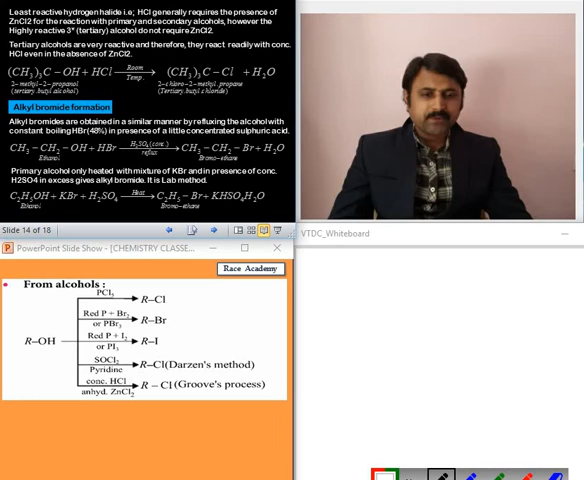 Least reactive hydrogen halide i.e; HCl generally requires the presence of
ZnCl2 for the reaction with primary and secondary alcohols, however the
Highly reactive 3° (tertiary) alcohol do not require ZnCl2.
Tertiary alcohols are very reactive and therefore, they react readily with conc.
HCl even in the absence of ZnCl2.
(CH₃)₃C−OH + HCl Room Temp. → (CH₃)₃C−Cl + H₂O
2-methyl-2-propanol 2-chloro-2-methyl propane
(tertiary butyl alcohol) (Tertiary butyl chloride)
Alkyl bromide formation
Alkyl bromides are obtained in a similar manner by refluxing the alcohol with
constant boiling HBr(48%) in presence of a little concentrated sulphuric acid.
CH₃−CH₂−OH + HBr H₂SO₄(conc.) reflux → CH₃−CH₂−Br + H₂O
Ethanol Bromo-ethane
Primary alcohol only heated with mixture of KBr and in presence of conc.
H2SO4 in excess gives alkyl bromide. It is Lab method.
C₂H₅OH + KBr + H₂SO₄ Heat → C₂H₅−Br + KHSO₄H₂O
Ethanol Bromo-ethane
Slide 14 of 18
VTDC_Whiteboard
PowerPoint Slide Show - [CHEMISTRY CLASSE...
Race Academy
From alcohols :
PCl₅ R–Cl
Red P + Br₂ or PBr₃ R–Br
R–OH Red P + I₂ or PI₃ R–I
SOCl₂ Pyridine R–Cl (Darzen's method)
conc. HCl anhyd. ZnCl₂ R – Cl (Groove's process)